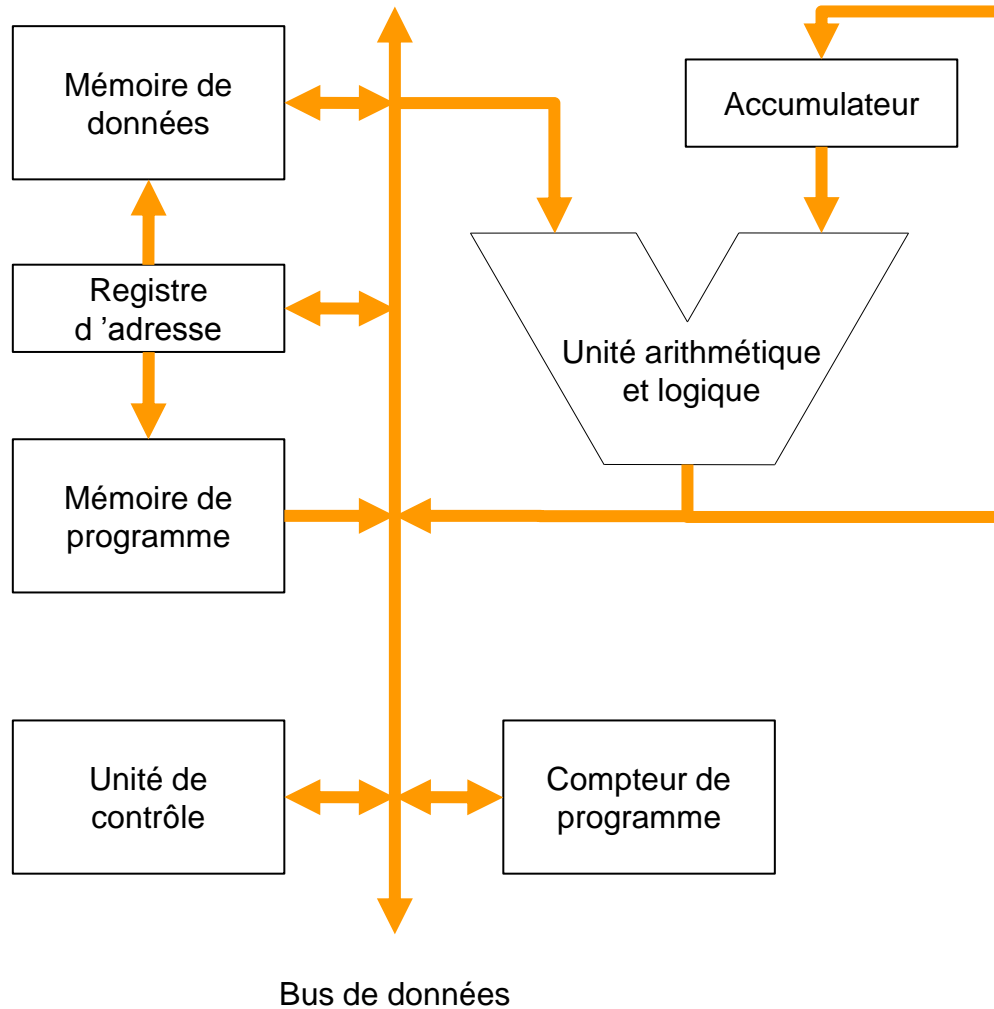 Mémoire de
données
Accumulateur
Registre
d ’adresse
Unité arithmétique
et logique
Mémoire de
programme
Unité de
contrôle
Compteur de
programme
Bus de données